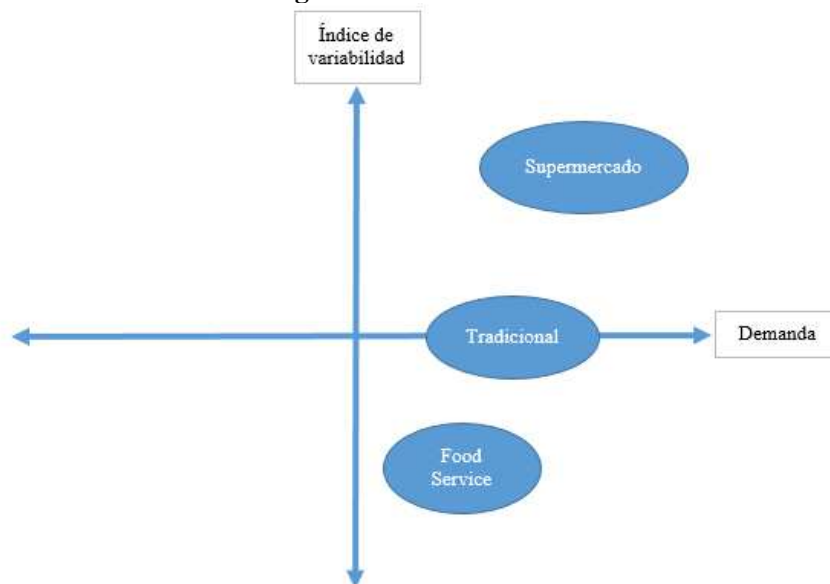 Índice de
variabilidad
Supermercado
Tradicional
Demanda
Food
Service